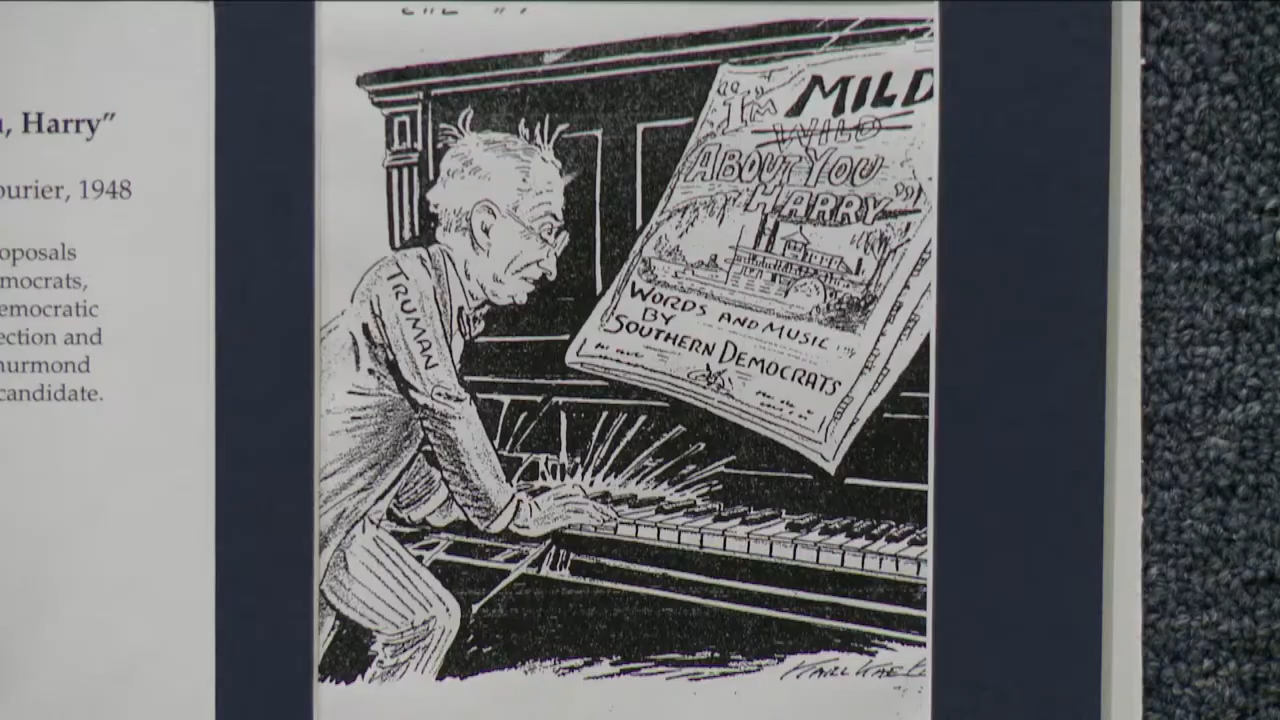 , Harry”
ourier, 1948
oposals
mocrats,
emocratic
ection and
hurmond
candidate.
TRUMAN
"I'M MILD
WILD
ABOUT YOU
HARRY"
WORDS AND MUSIC
BY
SOUTHERN DEMOCRATS